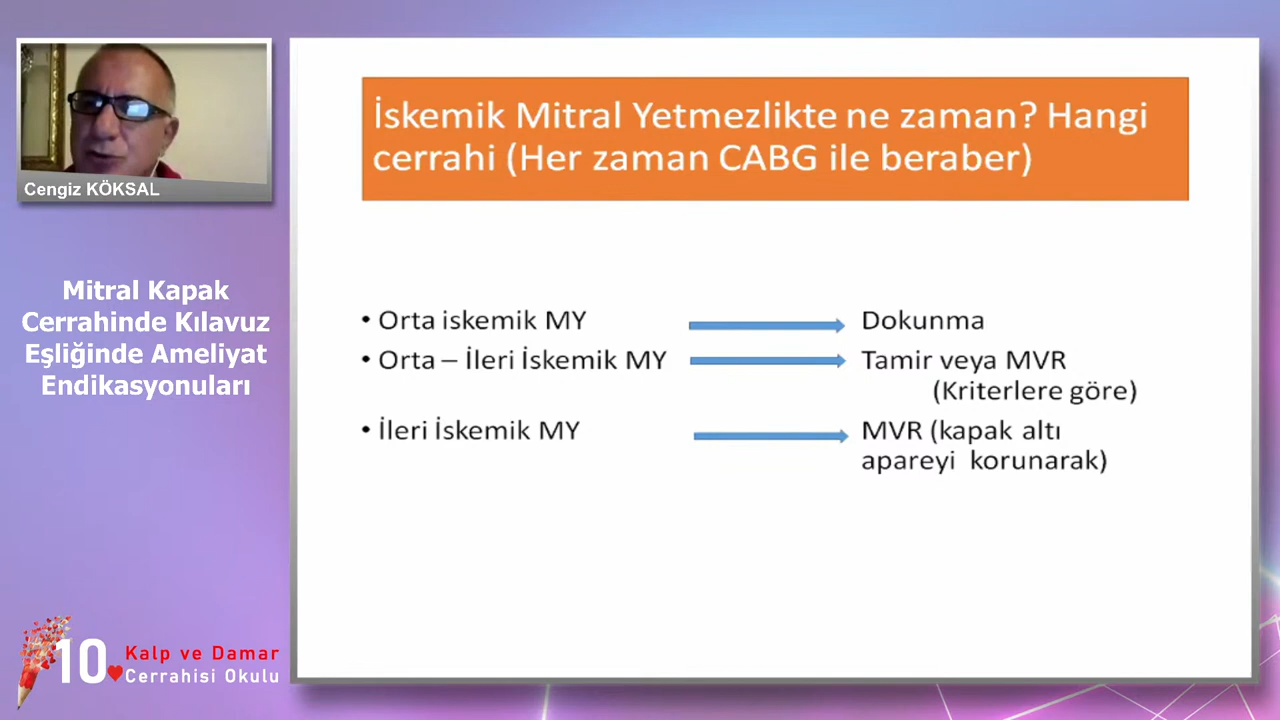 Cengiz KÖKSAL
Mitral Kapak
Cerrahinde Kılavuz
Eşliğinde Ameliyat
Endikasyonuları
10 Kalp ve Damar
Cerrahisi Okulu
İskemik Mitral Yetmezlikte ne zaman? Hangi
cerrahi (Her zaman CABG ile beraber)
• Orta iskemik MY Dokunma
• Orta – İleri İskemik MY Tamir veya MVR
(Kriterlere göre)
• İleri İskemik MY MVR (kapak altı
apareyi korunarak)